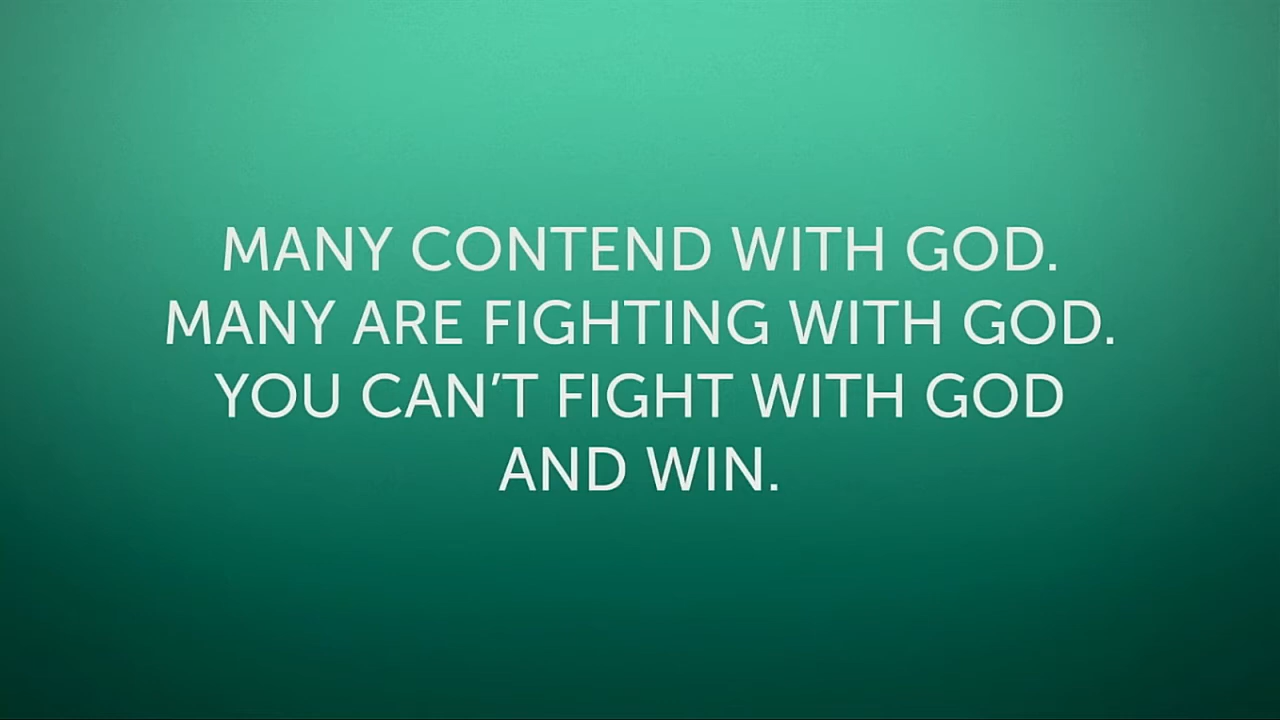 MANY CONTEND WITH GOD.
MANY ARE FIGHTING WITH GOD.
YOU CAN'T FIGHT WITH GOD
AND WIN.